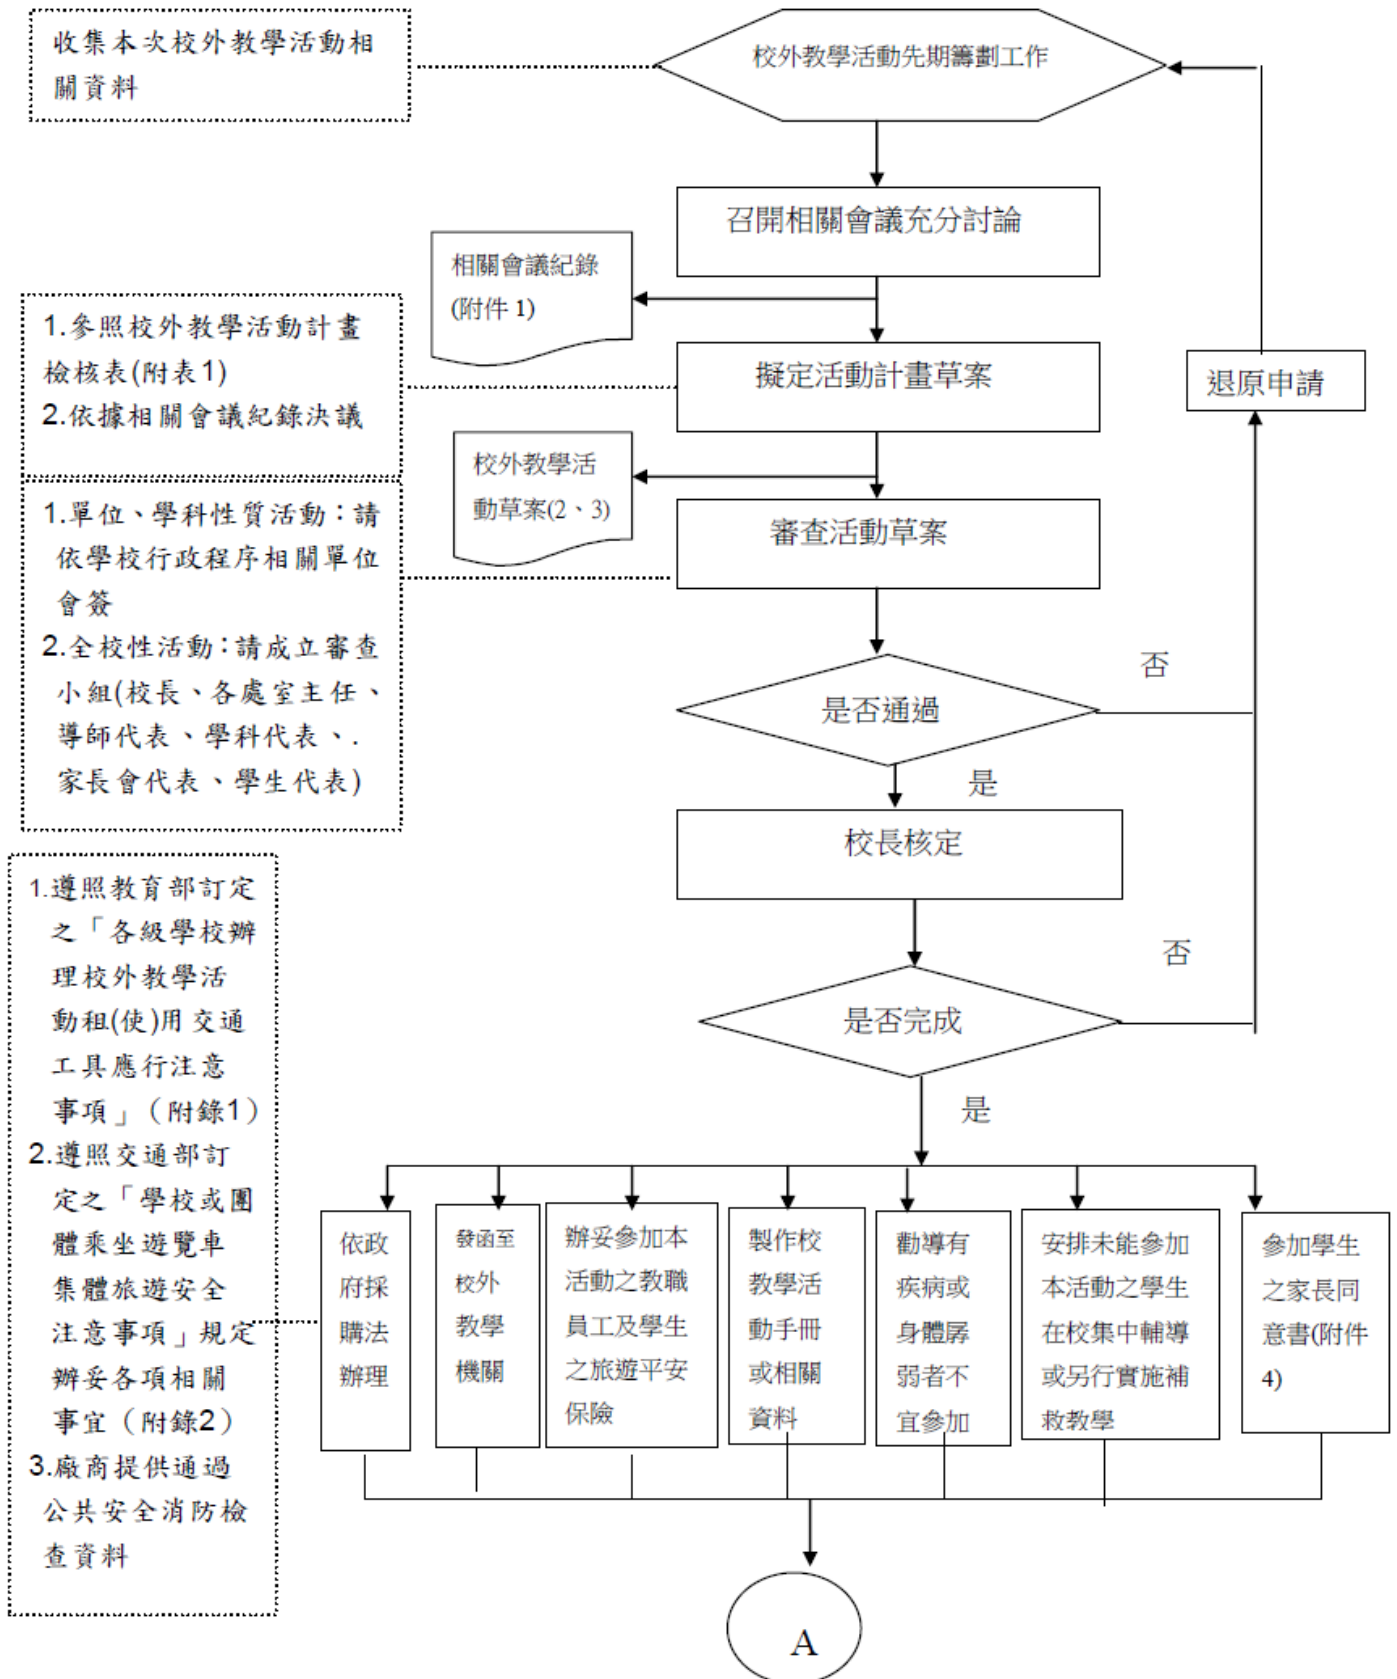 收集本次校外教學活動相
關資料
校外教學活動先期籌劃工作
召開相關會議充分討論
相關會議紀錄
(附件 1)
1.參照校外教學活動計畫
檢核表(附表1)
2.依據相關會議紀錄決議
擬定活動計畫草案
退原申請
校外教學活
動草案(2、3)
1.單位、學科性質活動：請
依學校行政程序相關單位
會簽
2.全校性活動：請成立審查
小組(校長、各處室主任、
導師代表、學科代表、.
家長會代表、學生代表)
審查活動草案
否
是否通過
是
校長核定
否
是否完成
是
1.遵照教育部訂定
之「各級學校辦
理校外教學活
動租(使)用交通
工具應行注意
事項」（附錄1）
2.遵照交通部訂
定之「學校或團
體乘坐遊覽車
集體旅遊安全
注意事項」規定
辦妥各項相關
事宜（附錄2）
3.廠商提供通過
公共安全消防檢
查資料
依政
府採
購法
辦理
發函至
校外
教學
機關
辦妥參加本
活動之教職
員工及學生
之旅遊平安
保險
製作校
教學活
動手冊
或相關
資料
勸導有
疾病或
身體孱
弱者不
宜參加
安排未能參加
本活動之學生
在校集中輔導
或另行實施補
救教學
參加學生
之家長同
意書(附件
4)
A